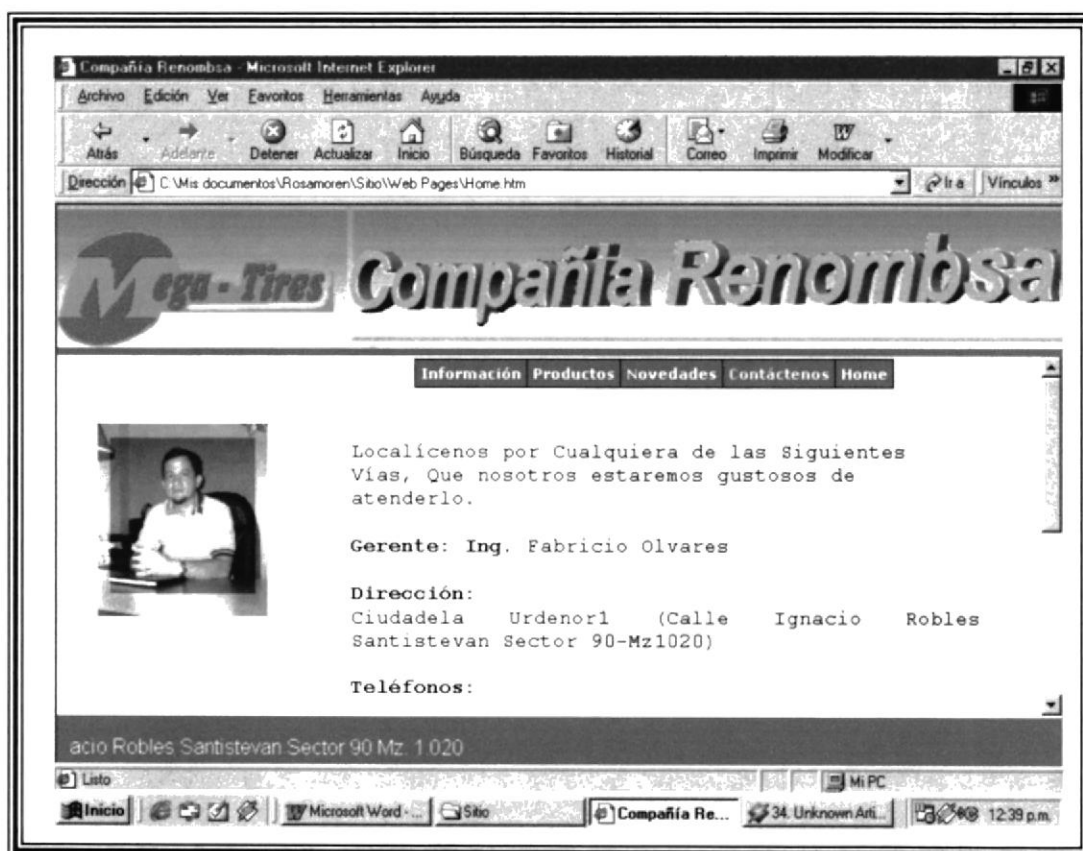 Compañía Renombsa - Microsoft Internet Explorer
Archivo Edición Ver Favoritos Herramientas Ayuda
Atrás Adelante Detener Actualizar Inicio Búsqueda Favoritos Historial Correo Imprimir Modificar
Dirección C:\Mis documentos\Rosamoren\Sitio\Web Pages\Home.htm Ir a Vínculos »
Mega - Tires Compañía Renombsa
Información Productos Novedades Contáctenos Home
Localícenos por Cualquiera de las Siguientes
Vías, Que nosotros estaremos gustosos de
atenderlo.
Gerente: Ing. Fabricio Olvares
Dirección:
Ciudadela Urdenor1 (Calle Ignacio Robles
Santistevan Sector 90-Mz1020)
Teléfonos:
acio Robles Santistevan Sector 90 Mz. 1.020
Listo Mi PC
Inicio Microsoft Word - ... Sitio Compañía Re... 34. Unknown Arti... 12:39 p.m.